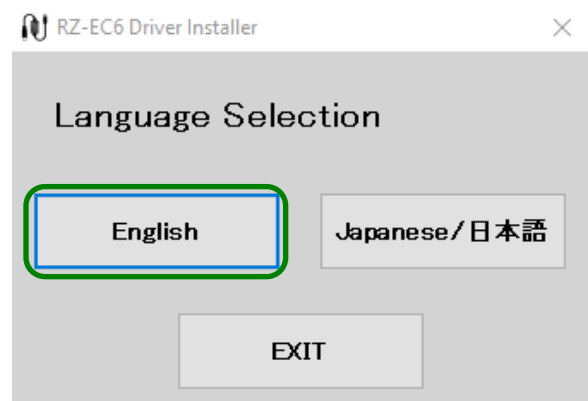 RZ-EC6 Driver Installer
Language Selection
English
Japanese/日本語
EXIT